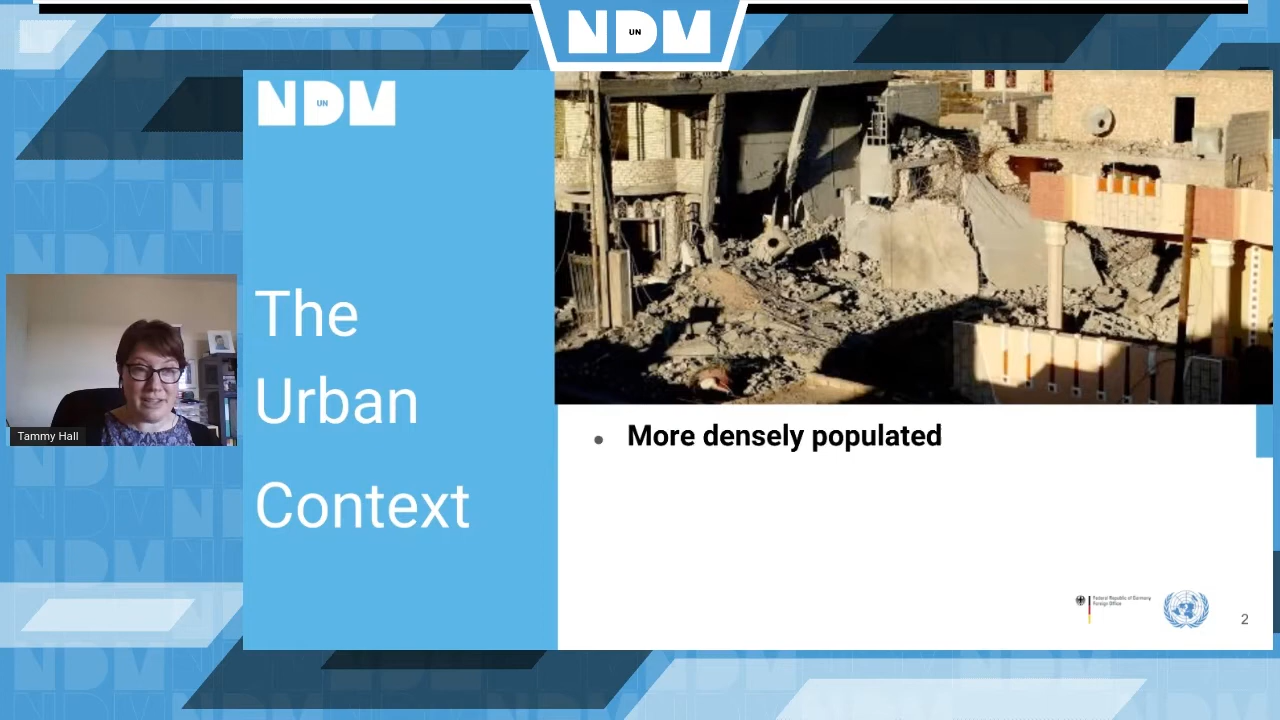 NDM
UN
NDM
UN
The
Urban
Context
Tammy Hall
• More densely populated
Federal Republic of Germany
Foreign Office
2